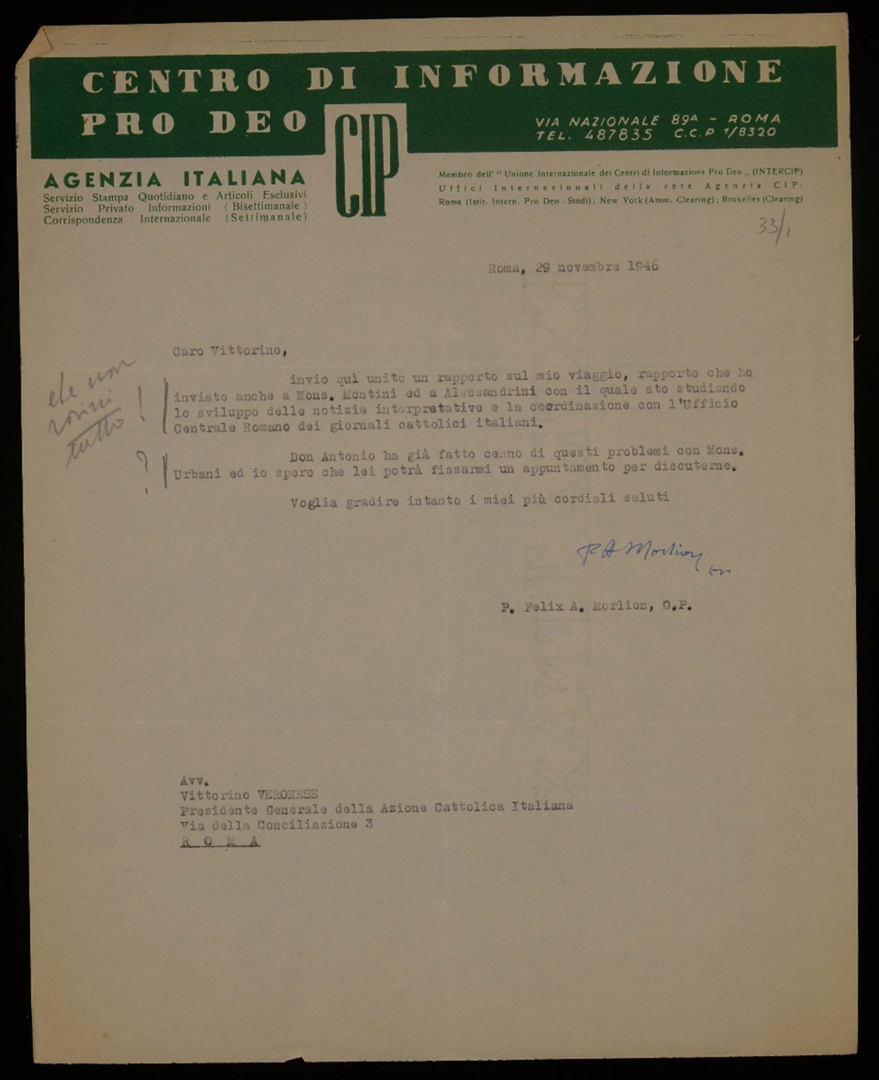 CENTRO DI INFORMAZIONE
PRO DEO
CIP
VIA NAZIONALE 89A - ROMA
TEL. 487835 C.C.P 1/8320
AGENZIA ITALIANA
Servizio Stampa Quotidiano e Articoli Esclusivi
Servizio Privato Informazioni (Bisettimanale)
Corrispondenza Internazionale (Settimanale)
Membro dell' "Unione Internazionale dei Centri di Informazione Pro Deo„ (INTERCIP)
Uffici Internazionali della rete Agenzia CIP:
Roma (Istit. Intern. Pro Deo - Studi); New York (Amm. Clearing); Bruxelles (Clearing)
33/1
Roma, 29 novembre 1946
Caro Vittorino,
invio quì unito un rapporto sul mio viaggio, rapporto che ho
inviato anche a Mons. Montini ed a Alessandrini con il quale sto studiando
lo sviluppo delle notizie interpretative e la coordinazione con l'Ufficio
Centrale Romano dei giornali cattolici italiani.
che non
rovini
tutto!
Don Antonio ha già fatto cenno di questi problemi con Mons.
Urbani ed io spero che lei potrà fissarmi un appuntamento per discuterne.
?
Voglia gradire intanto i miei più cordiali saluti
F A Morlion
P. Felix A. Morlion, O.P.
Avv.
Vittorino VERONESE
Presidente Generale della Azione Cattolica Italiana
Via della Conciliazione 3
R O M A